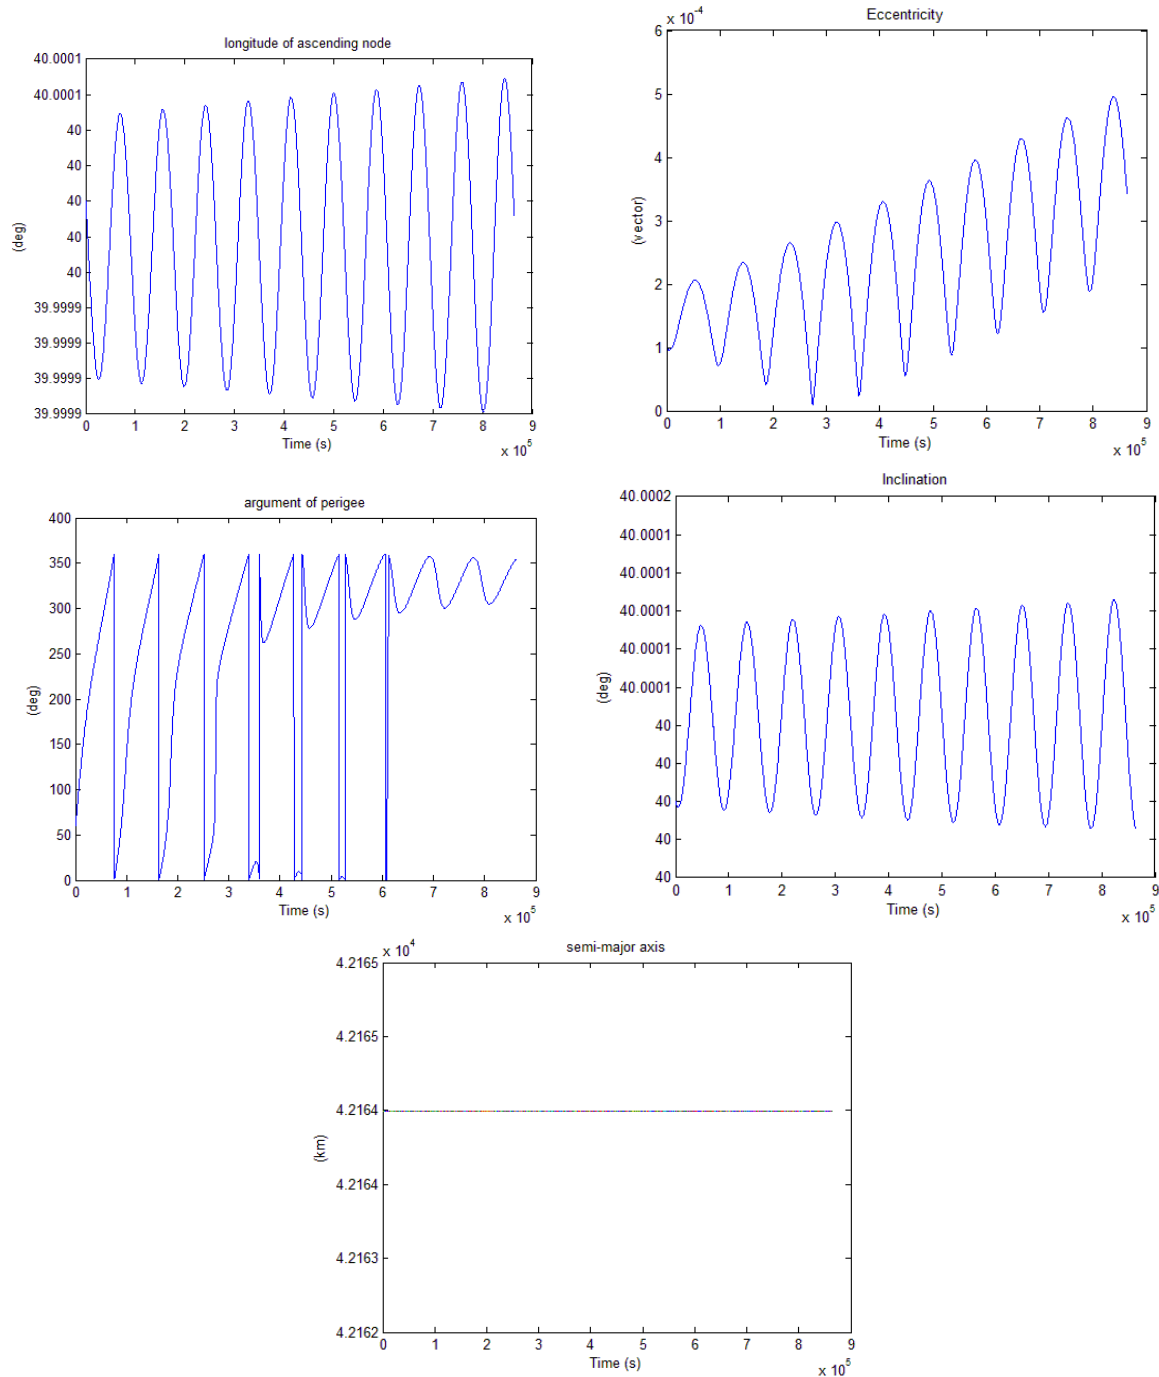 longitude of ascending node
40.0001
40.0001
40
40
40
40
40
39.9999
39.9999
39.9999
39.9999
(deg)
0 1 2 3 4 5 6 7 8 9
Time (s)
x 10^5
Eccentricity
x 10^-4
6
5
4
3
2
1
0
(vector)
0 1 2 3 4 5 6 7 8 9
Time (s)
x 10^5
argument of perigee
400
350
300
250
200
150
100
50
0
(deg)
0 1 2 3 4 5 6 7 8 9
Time (s)
x 10^5
Inclination
40.0002
40.0001
40.0001
40.0001
40.0001
40.0001
40
40
40
40
40
(deg)
0 1 2 3 4 5 6 7 8 9
Time (s)
x 10^5
semi-major axis
x 10^4
4.2165
4.2165
4.2164
4.2164
4.2163
4.2162
(km)
0 1 2 3 4 5 6 7 8 9
Time (s)
x 10^5